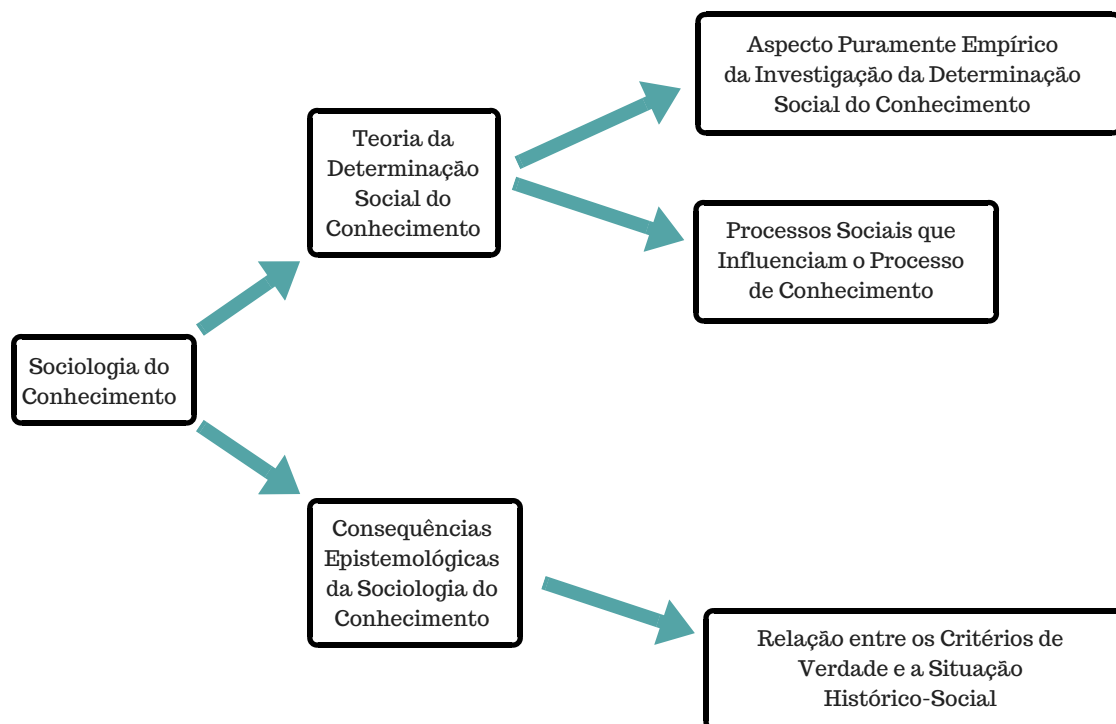 Aspecto Puramente Empírico
da Investigação da Determinação
Social do Conhecimento
Teoria da
Determinação
Social do
Conhecimento
Processos Sociais que
Influenciam o Processo
de Conhecimento
Sociologia do
Conhecimento
Consequências
Epistemológicas
da Sociologia do
Conhecimento
Relação entre os Critérios de
Verdade e a Situação
Histórico-Social